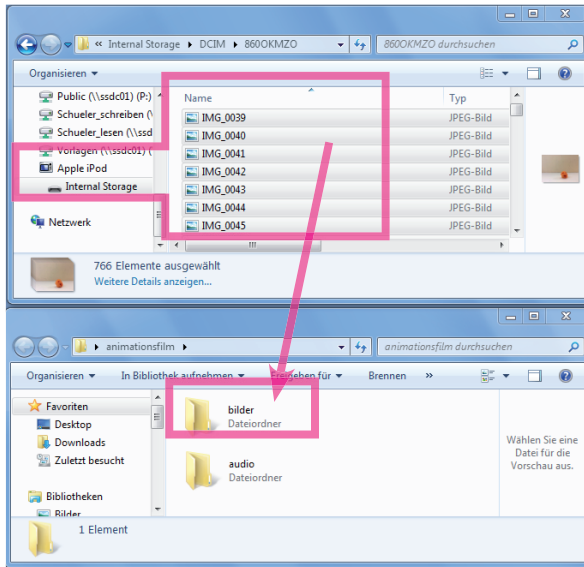 « Internal Storage ▸ DCIM ▸ 860OKMZO
860OKMZO durchsuchen
Organisieren
Public (\\ssdc01) (P:)
Schueler_schreiben (\
Schueler_lesen (\\ssd
Vorlagen (\\ssdc01) (
Apple iPod
Internal Storage
Netzwerk
Name Typ
IMG_0039 JPEG-Bild
IMG_0040 JPEG-Bild
IMG_0041 JPEG-Bild
IMG_0042 JPEG-Bild
IMG_0043 JPEG-Bild
IMG_0044 JPEG-Bild
IMG_0045 JPEG-Bild
766 Elemente ausgewählt
Weitere Details anzeigen...
▸ animationsfilm ▸
animationsfilm durchsuchen
Organisieren In Bibliothek aufnehmen Freigeben für Brennen »
Favoriten
Desktop
Downloads
Zuletzt besucht
Bibliotheken
Bilder
bilder
Dateiordner
audio
Dateiordner
Wählen Sie eine
Datei für die
Vorschau aus.
1 Element